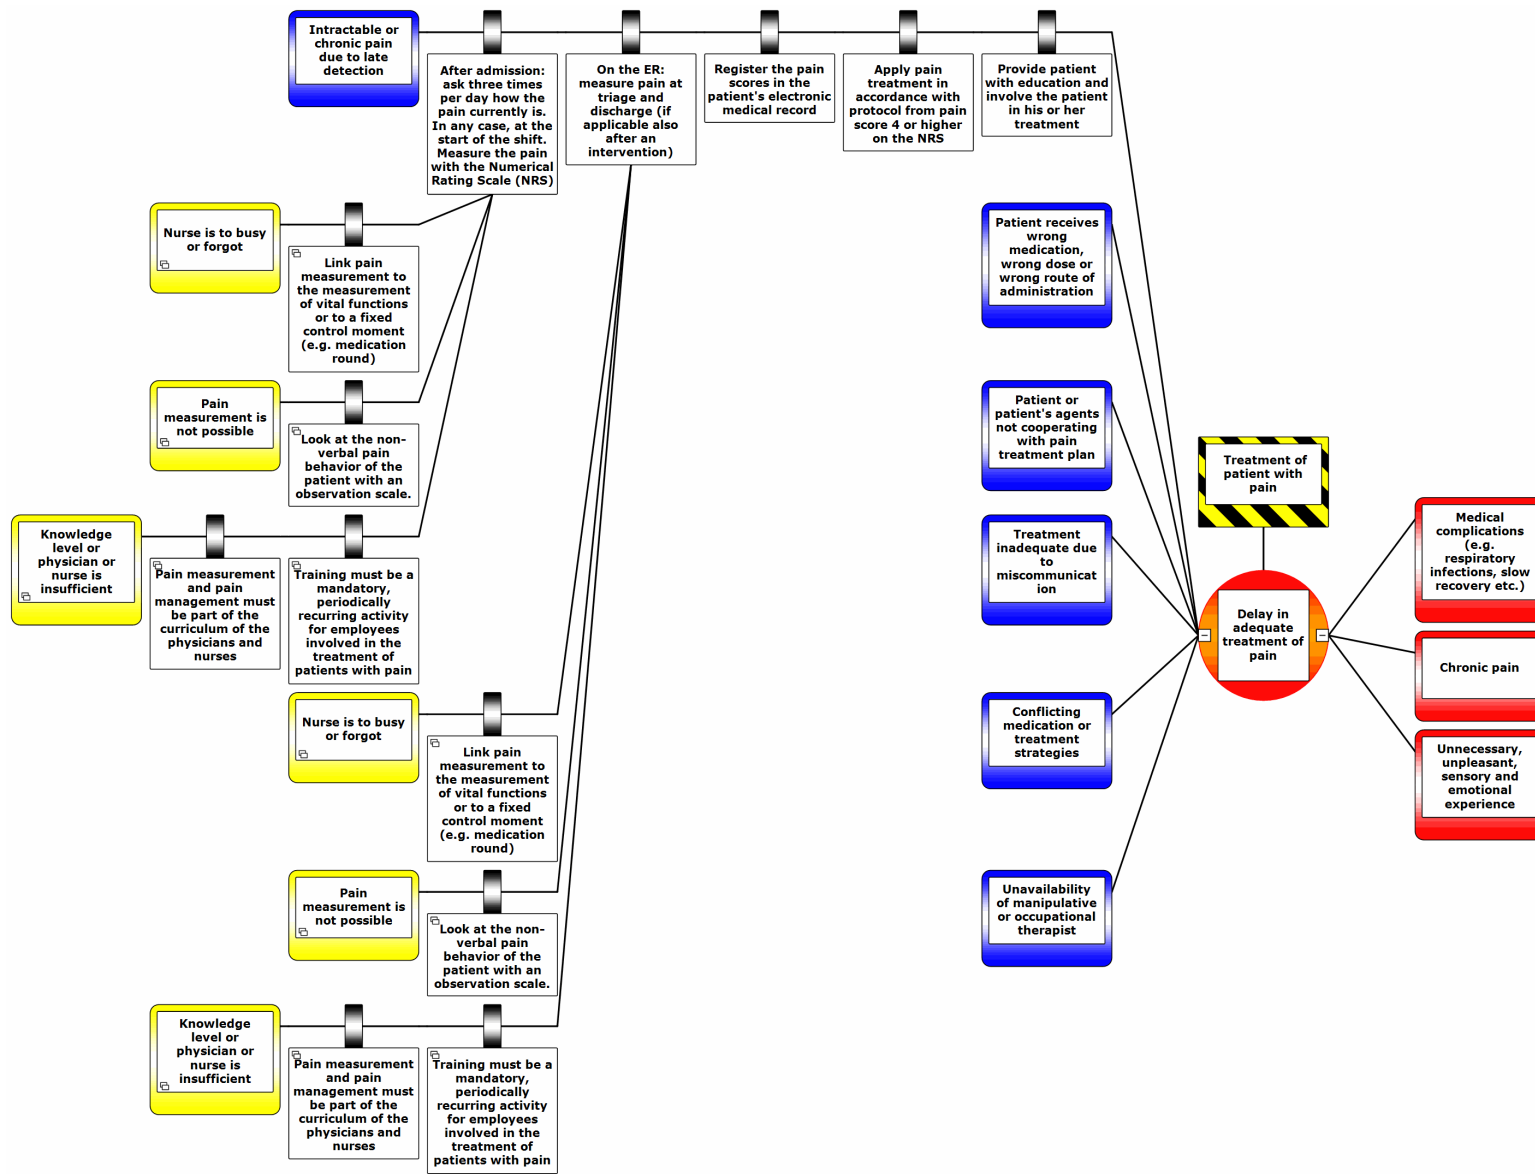 Intractable or
chronic pain
due to late
detection
After admission:
ask three times
per day how the
pain currently is.
In any case, at the
start of the shift.
Measure the pain
with the Numerical
Rating Scale (NRS)
On the ER:
measure pain at
triage and
discharge (if
applicable also
after an
intervention)
Register the pain
scores in the
patient's electronic
medical record
Apply pain
treatment in
accordance with
protocol from pain
score 4 or higher
on the NRS
Provide patient
with education and
involve the patient
in his or her
treatment
Nurse is to busy
or forgot
Link pain
measurement to
the measurement
of vital functions
or to a fixed
control moment
(e.g. medication
round)
Pain
measurement is
not possible
Look at the non-
verbal pain
behavior of the
patient with an
observation scale.
Knowledge
level or
physician or
nurse is
insufficient
Pain measurement
and pain
management must
be part of the
curriculum of the
physicians and
nurses
Training must be a
mandatory,
periodically
recurring activity
for employees
involved in the
treatment of
patients with pain
Nurse is to busy
or forgot
Link pain
measurement to
the measurement
of vital functions
or to a fixed
control moment
(e.g. medication
round)
Pain
measurement is
not possible
Look at the non-
verbal pain
behavior of the
patient with an
observation scale.
Knowledge
level or
physician or
nurse is
insufficient
Pain measurement
and pain
management must
be part of the
curriculum of the
physicians and
nurses
Training must be a
mandatory,
periodically
recurring activity
for employees
involved in the
treatment of
patients with pain
Patient receives
wrong
medication,
wrong dose or
wrong route of
administration
Patient or
patient's agents
not cooperating
with pain
treatment plan
Treatment
inadequate due
to
miscommunicat
ion
Conflicting
medication or
treatment
strategies
Unavailability
of manipulative
or occupational
therapist
Treatment of
patient with
pain
Delay in
adequate
treatment of
pain
Medical
complications
(e.g.
respiratory
infections, slow
recovery etc.)
Chronic pain
Unnecessary,
unpleasant,
sensory and
emotional
experience